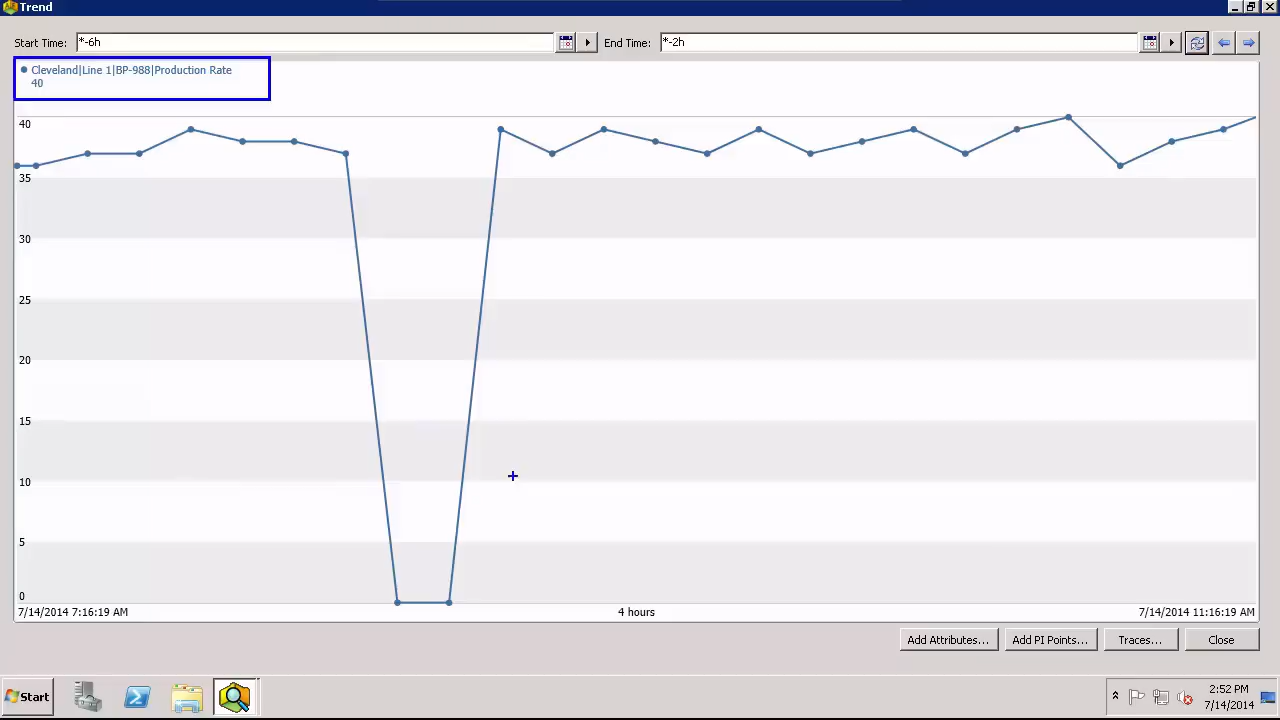 Trend
Start Time: *-6h End Time: *-2h
Cleveland|Line 1|BP-988|Production Rate
40
40
35
30
25
20
15
10
5
0
7/14/2014 7:16:19 AM 4 hours 7/14/2014 11:16:19 AM
Add Attributes... Add PI Points... Traces... Close
Start 2:52 PM
7/14/2014